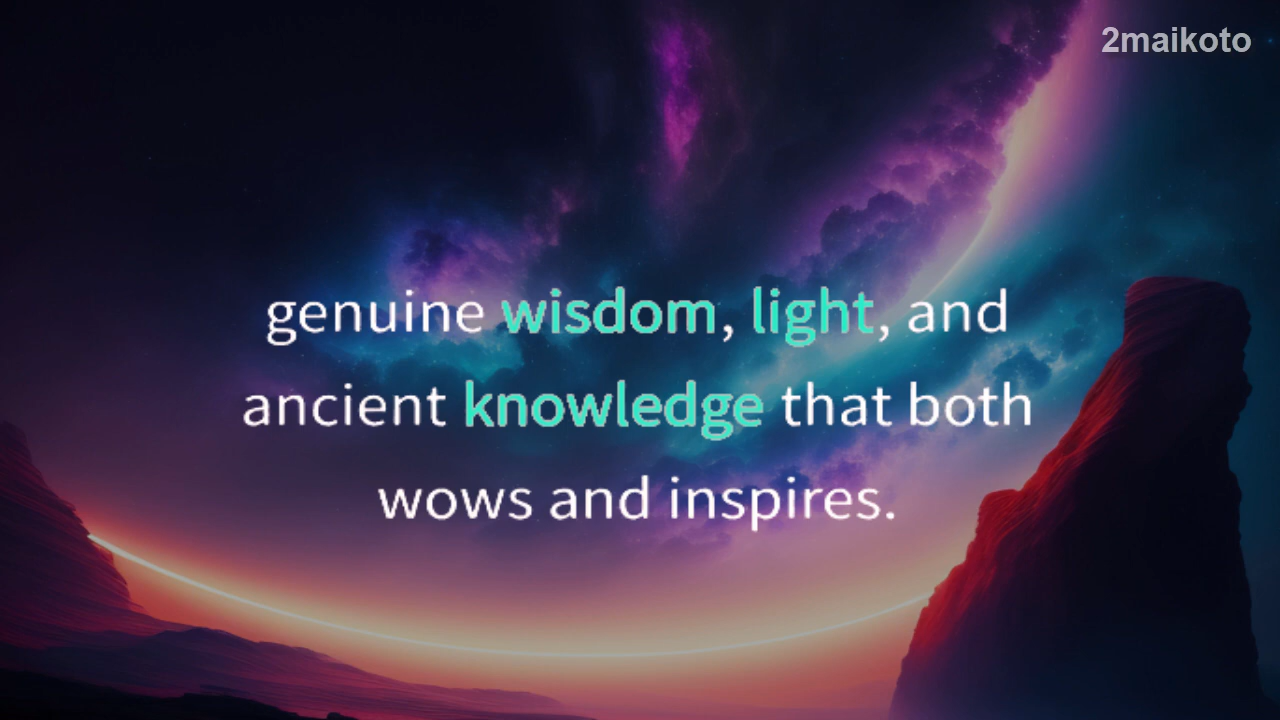 2maikoto
genuine wisdom, light, and
ancient knowledge that both
wows and inspires.